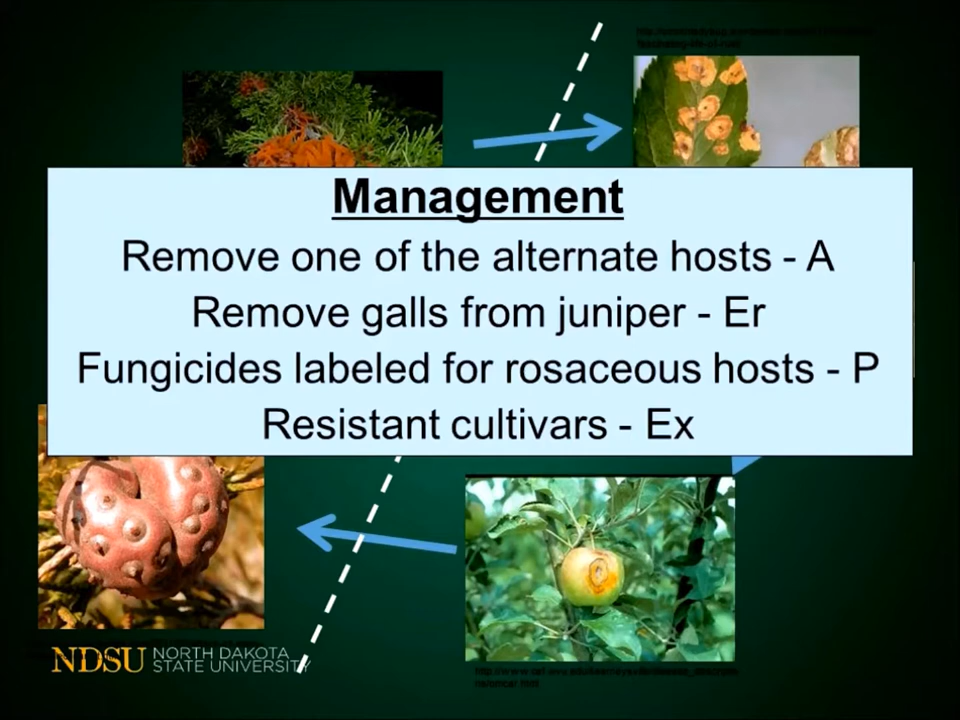 Management
Remove one of the alternate hosts - A
Remove galls from juniper - Er
Fungicides labeled for rosaceous hosts - P
Resistant cultivars - Ex
NDSU NORTH DAKOTA
STATE UNIVERSITY